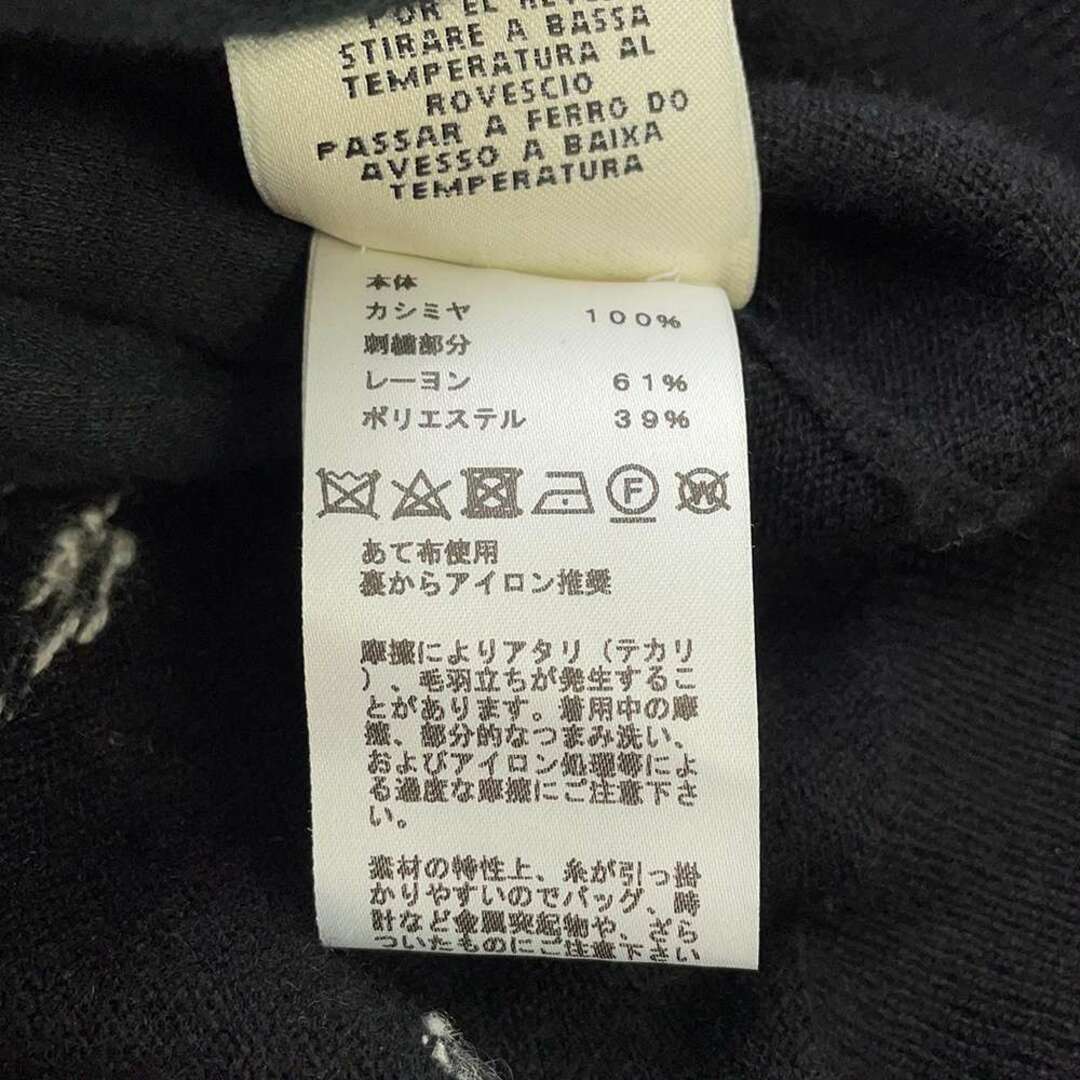 POR EL
STIRARE A BASSA
TEMPERATURA AL
ROVESCIO
PASSAR A FERRO DO
AVESSO A BAIXA
TEMPERATURA
本体
カシミヤ 100%
刺繍部分
レーヨン 61%
ポリエステル 39%
F W
あて布使用
裏からアイロン推奨
摩擦によりアタリ(テカリ
)、毛羽立ちが発生するこ
とがあります。着用中の摩
擦、部分的なつまみ洗い、
およびアイロン処理等によ
る過度な摩擦にご注意下さ
い。
素材の特性上、糸が引っ掛
かりやすいのでバッグ、時
計など金属突起物や、ざら
ついたものにご注意下さい